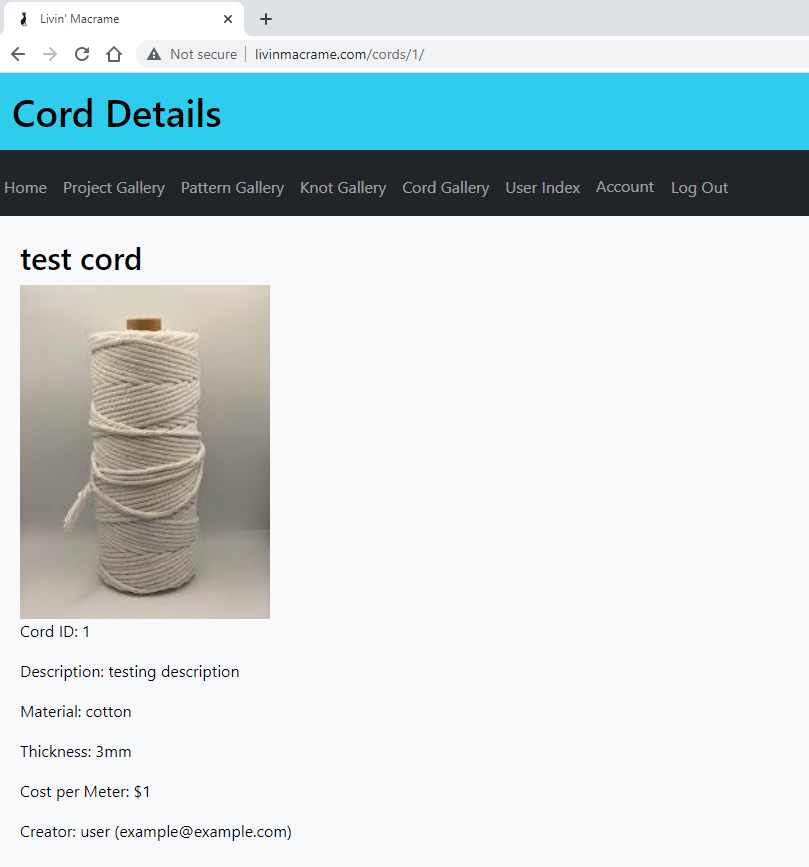 Livin' Macrame
Not secure | livinmacrame.com/cords/1/
Cord Details
Home Project Gallery Pattern Gallery Knot Gallery Cord Gallery User Index Account Log Out
test cord
Cord ID: 1
Description: testing description
Material: cotton
Thickness: 3mm
Cost per Meter: $1
Creator: user (example@example.com)